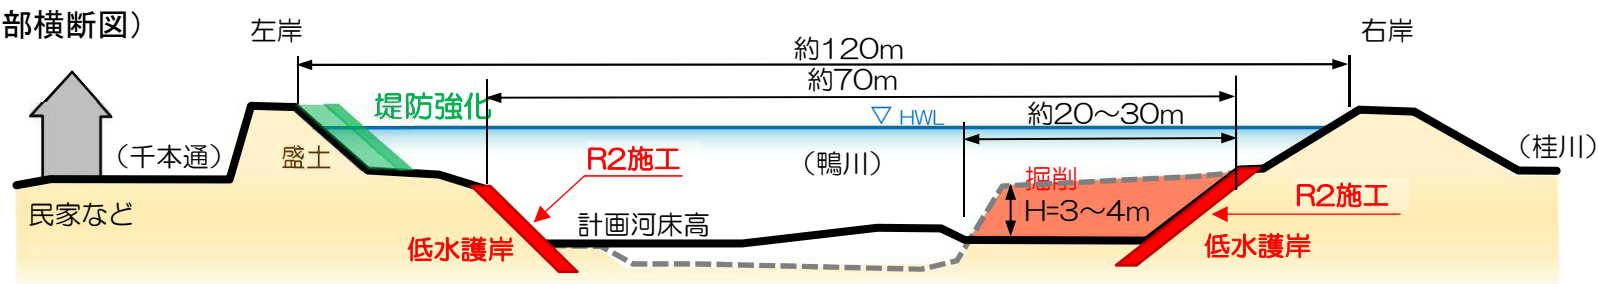 部横断図）
左岸
右岸
約120m
約70m
堤防強化
▽ HWL
約20～30m
（千本通）
盛土
R2施工
（鴨川）
（桂川）
掘削
H=3～4m
R2施工
民家など
計画河床高
低水護岸
低水護岸